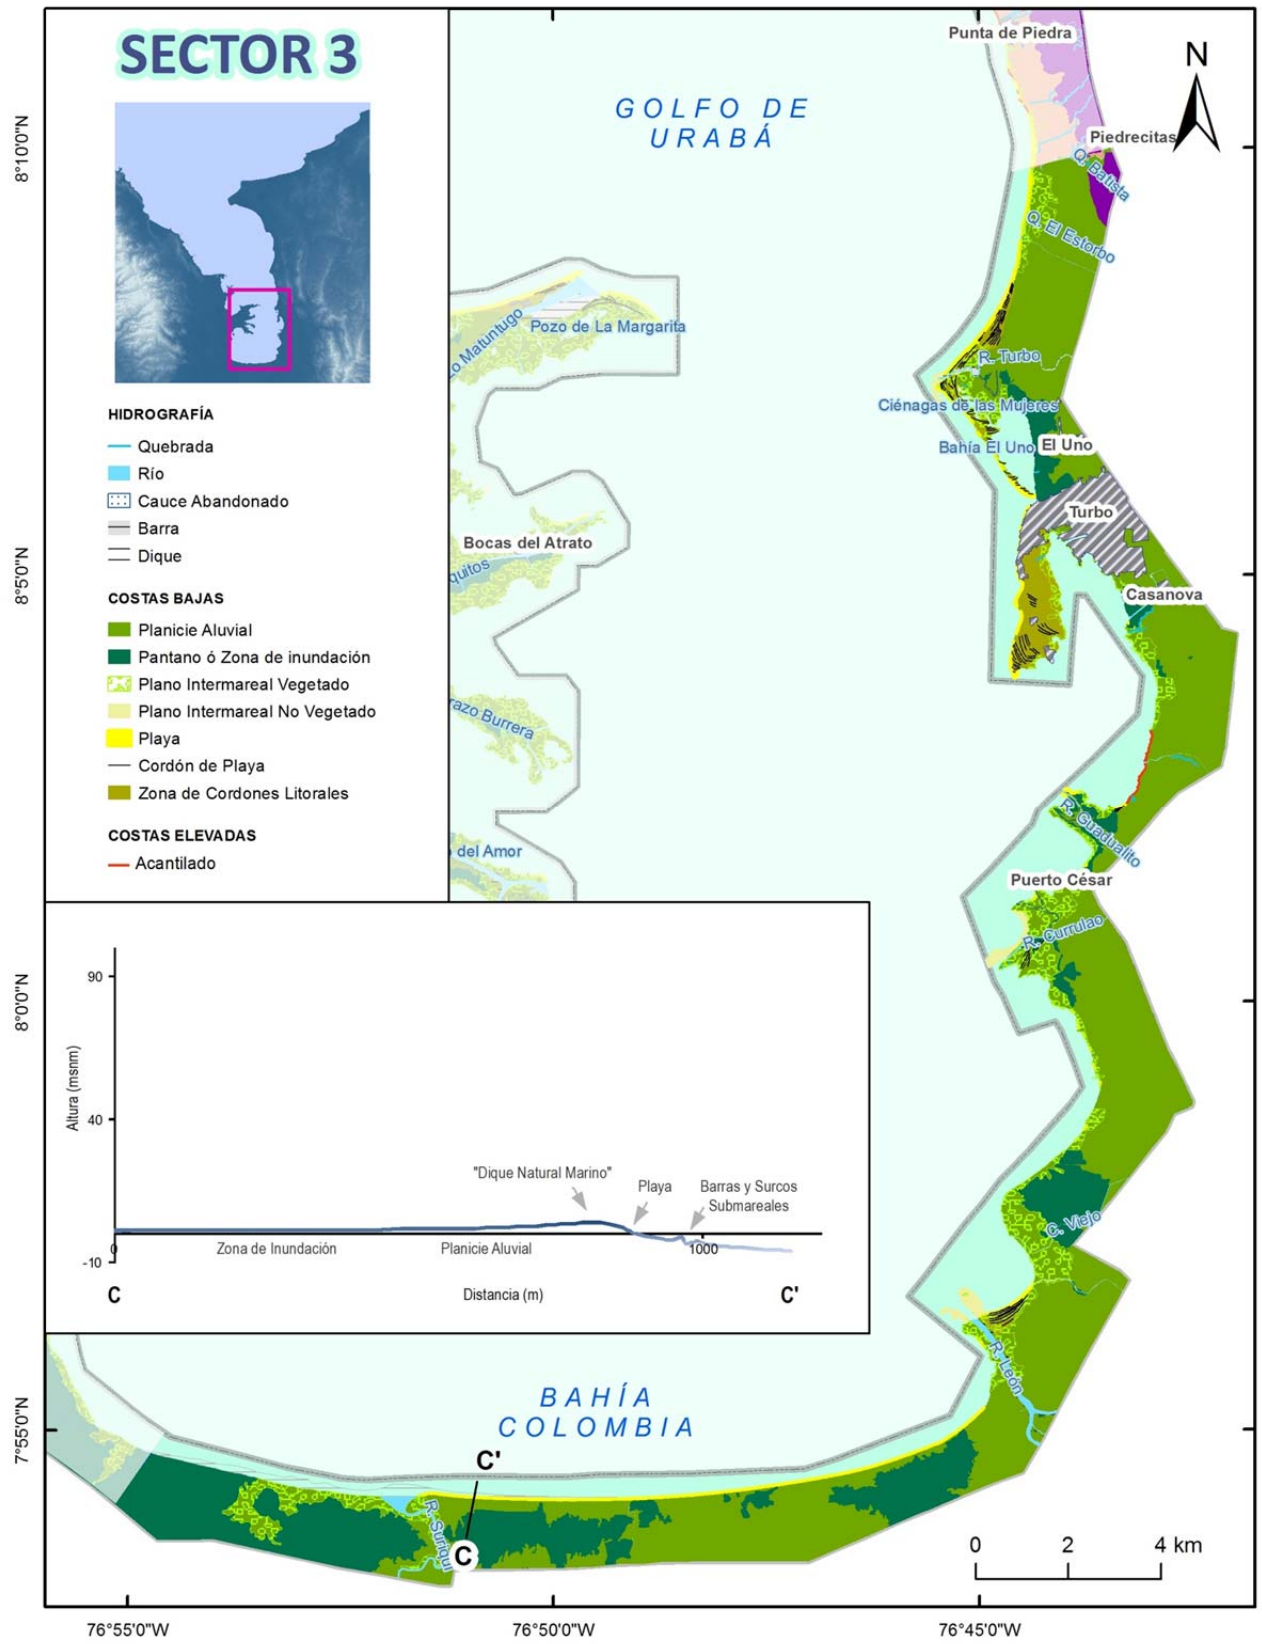 SECTOR 3
HIDROGRAFÍA
Quebrada
Río
Cauce Abandonado
Barra
Dique
COSTAS BAJAS
Planicie Aluvial
Pantano ó Zona de inundación
Plano Intermareal Vegetado
Plano Intermareal No Vegetado
Playa
Cordón de Playa
Zona de Cordones Litorales
COSTAS ELEVADAS
Acantilado
GOLFO DE
URABÁ
N
Punta de Piedra
Piedrecitas
Q. Batista
Q. El Estorbo
Lo Matuntugo
Pozo de La Margarita
R. Turbo
Ciénagas de las Mujeres
Bahía El Uno
El Uno
Turbo
Bocas del Atrato
quitos
Casanova
razo Burrera
R. Guadualito
del Amor
Puerto César
R. Currulao
C. Viejo
R. León
BAHÍA
COLOMBIA
C'
C
R. Suriquí
0 2 4 km
90
40
-10
Altura (msnm)
"Dique Natural Marino"
Playa
Barras y Surcos
Submareales
0
Zona de Inundación
Planicie Aluvial
1000
C
Distancia (m)
C'
8°10'0"N
8°5'0"N
8°0'0"N
7°55'0"N
76°55'0"W
76°50'0"W
76°45'0"W